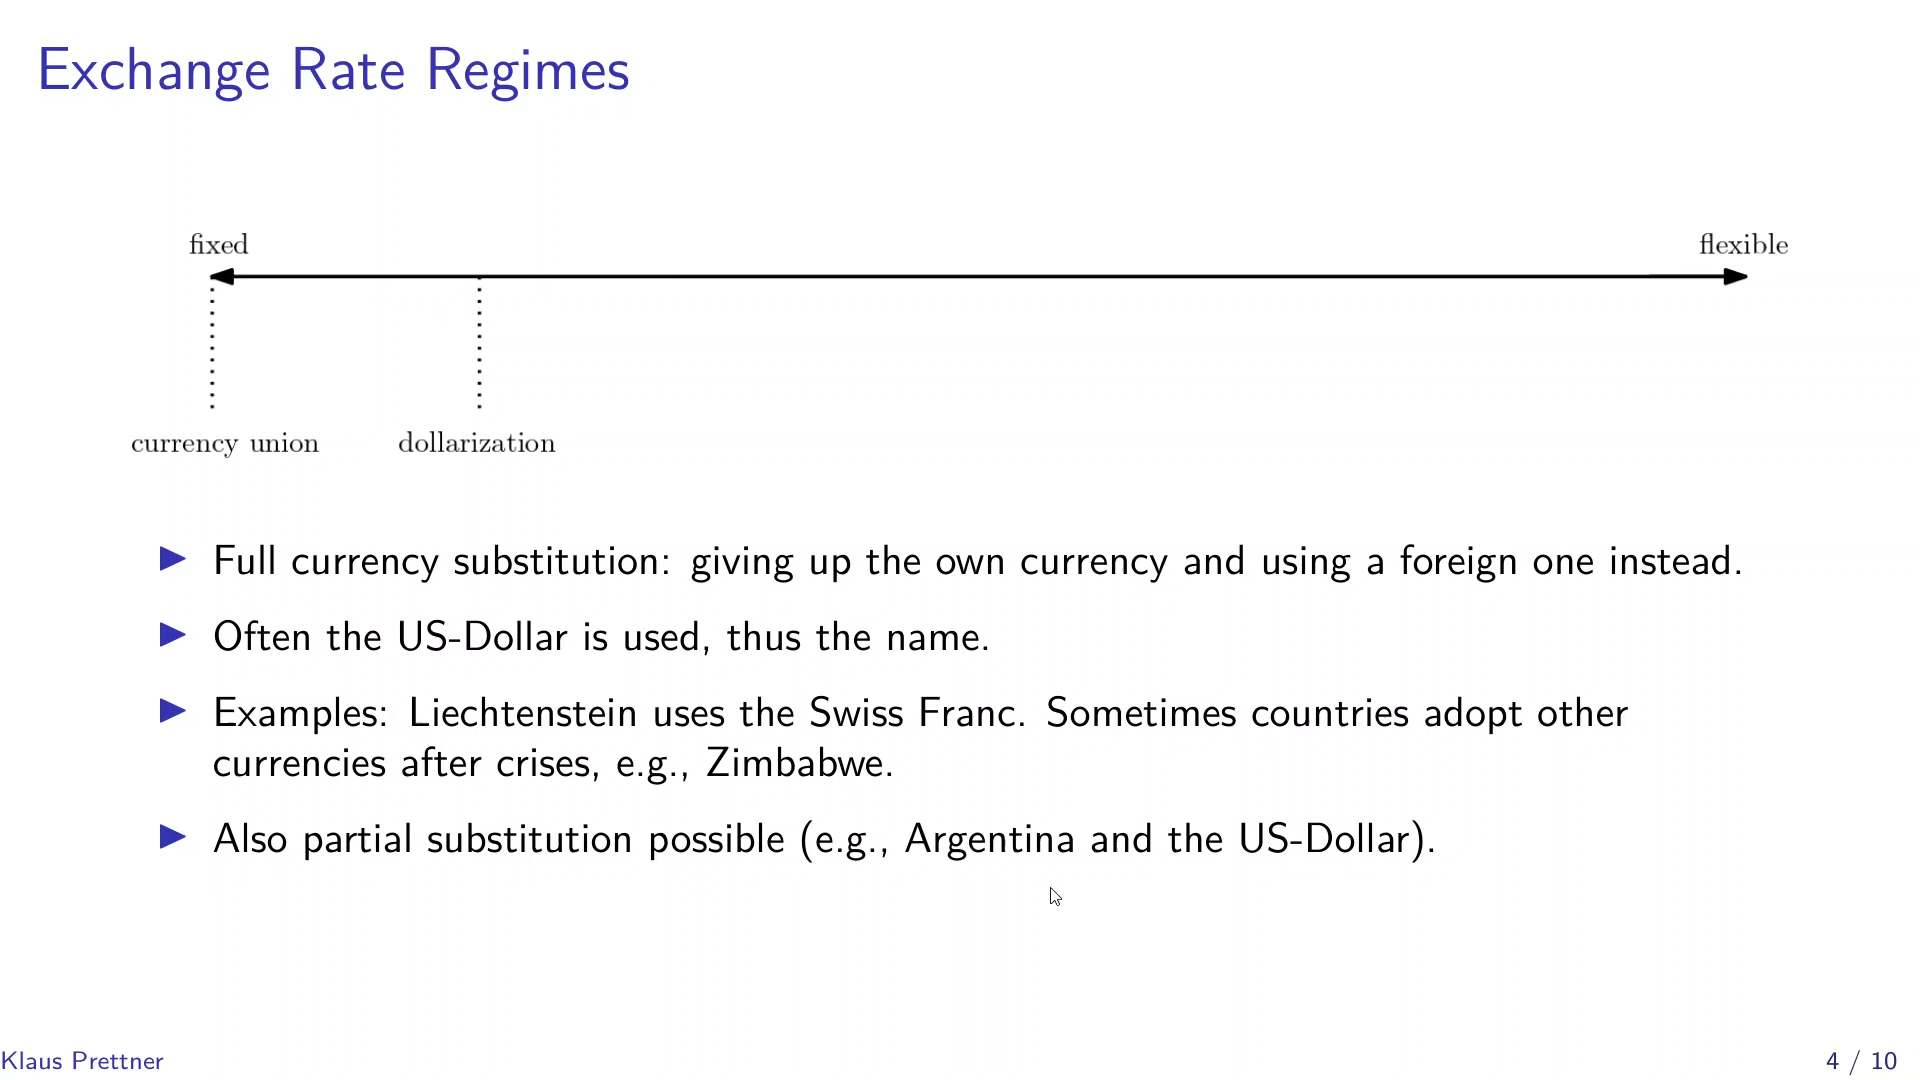 Exchange Rate Regimes
fixed
flexible
currency union
dollarization
Full currency substitution: giving up the own currency and using a foreign one instead.
Often the US-Dollar is used, thus the name.
Examples: Liechtenstein uses the Swiss Franc. Sometimes countries adopt other
currencies after crises, e.g., Zimbabwe.
Also partial substitution possible (e.g., Argentina and the US-Dollar).
Klaus Prettner
4 / 10